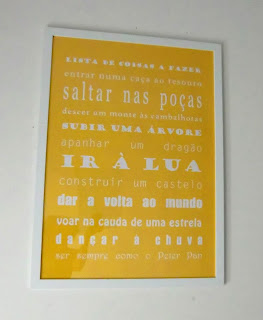 LISTA DE COISAS A FAZER
entrar numa caça ao tesouro
saltar nas poças
descer um monte às cambalhotas
SUBIR UMA ÁRVORE
apanhar um dragão
IR À LUA
construir um castelo
dar a volta ao mundo
voar na cauda de uma estrela
dançar à chuva
ser sempre como o Peter Pan